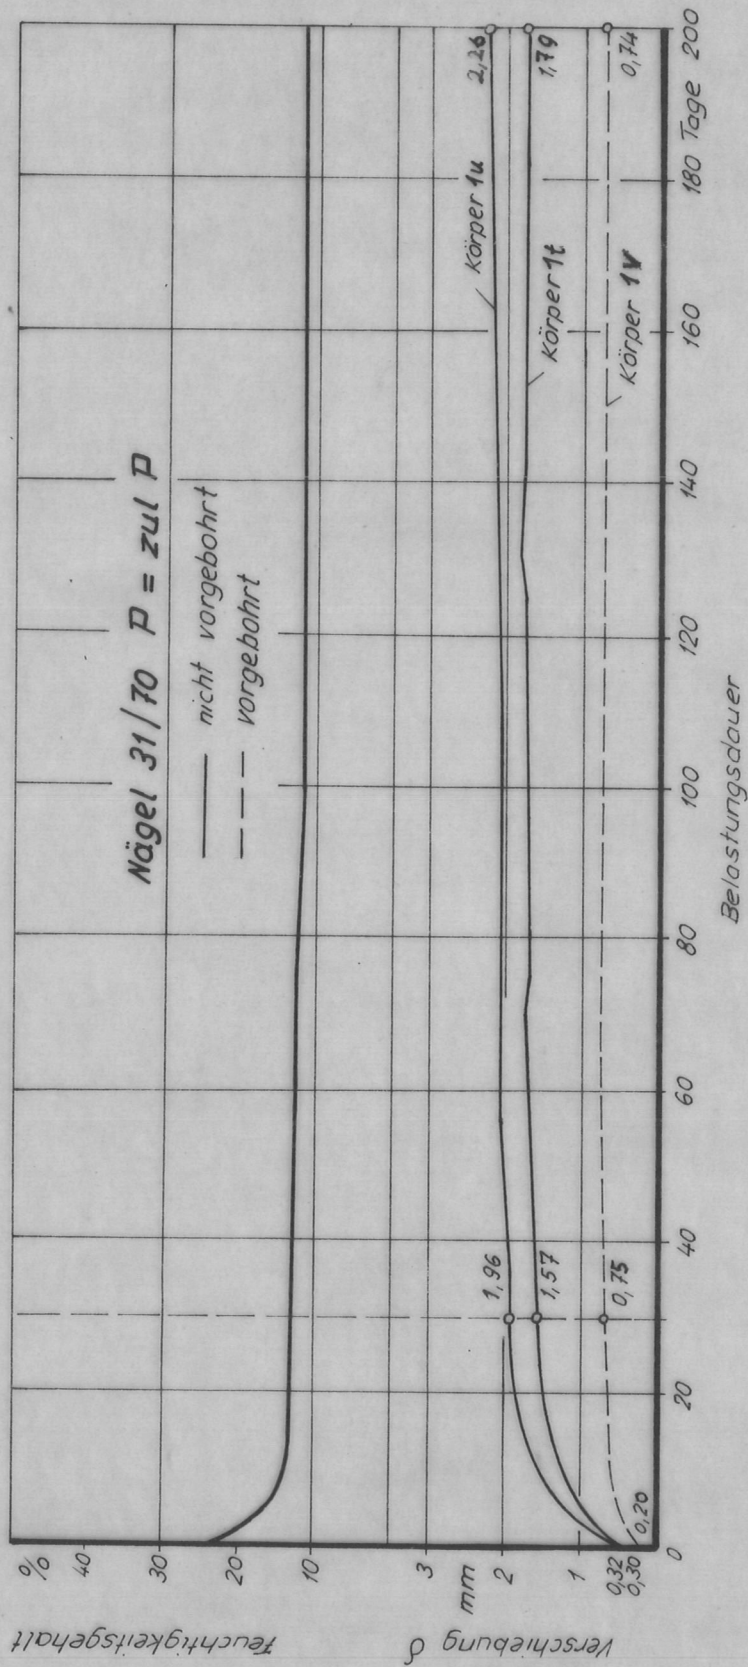 Nägel 31/70 P = zul P
nicht vorgebohrt
vorgebohrt
Feuchtigkeitsgehalt
%
40
30
20
10
Verschiebung δ
3
mm
2
1
0,32
0,30
0,20
1,96
1,57
0,75
Körper 1u
2,26
Körper 1t
1,79
Körper 1V
0,74
0
20
40
60
80
100
120
140
160
180 Tage 200
Belastungsdauer